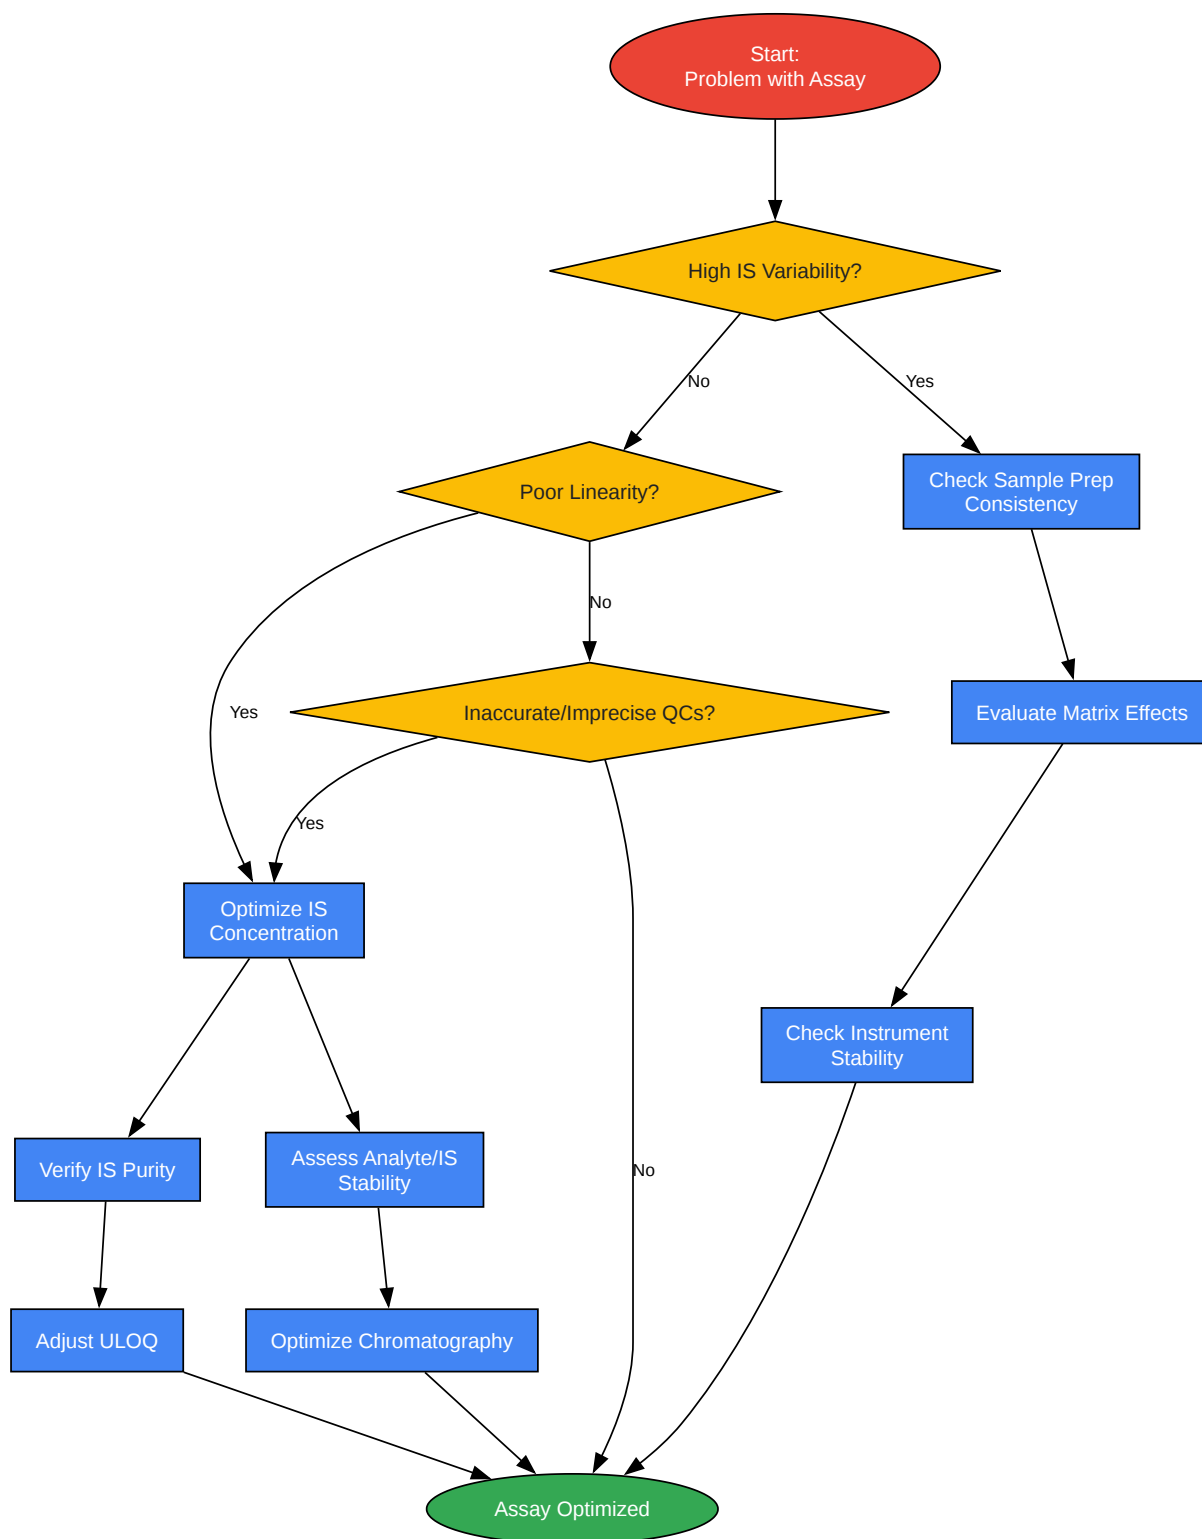 Start:
Problem with Assay
High IS Variability?
No
Yes
Poor Linearity?
Check Sample Prep
Consistency
No
Yes
Inaccurate/Imprecise QCs?
Evaluate Matrix Effects
Yes
Optimize IS
Concentration
Check Instrument
Stability
Verify IS Purity
Assess Analyte/IS
Stability
No
Adjust ULOQ
Optimize Chromatography
Assay Optimized